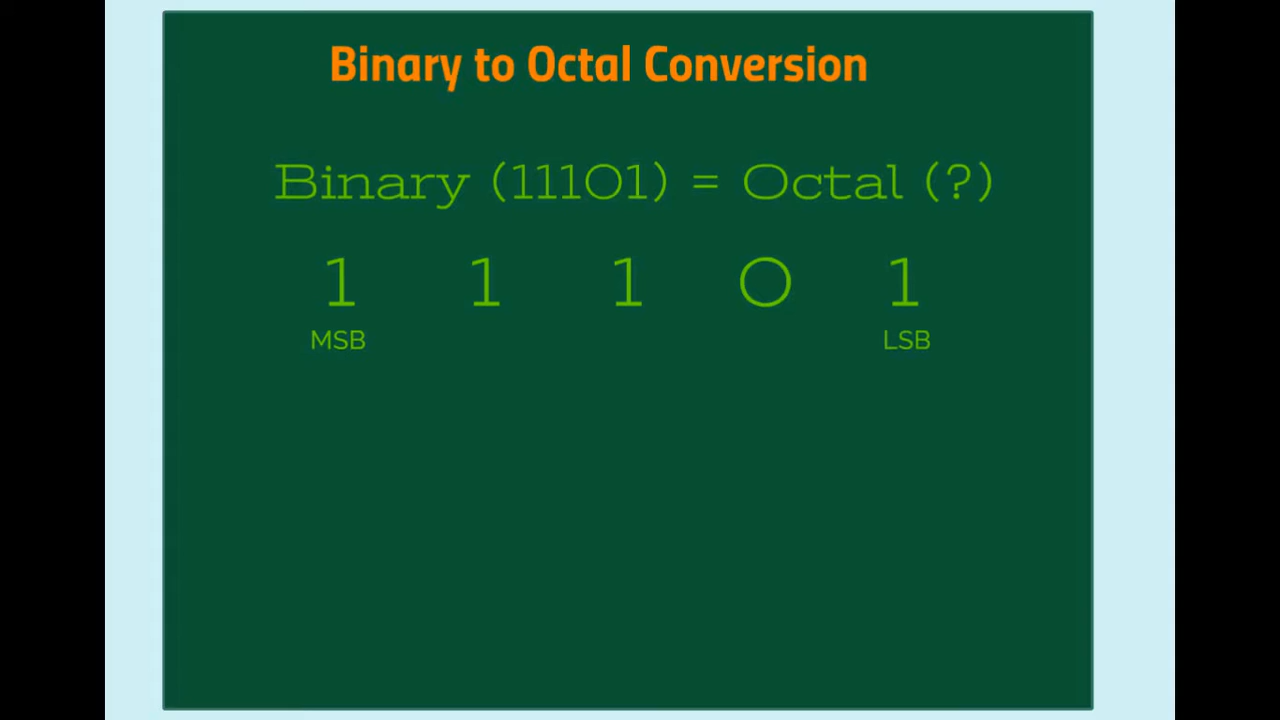 Binary to Octal Conversion
Binary (11101) = Octal (?)
1 1 1 0 1
MSB LSB